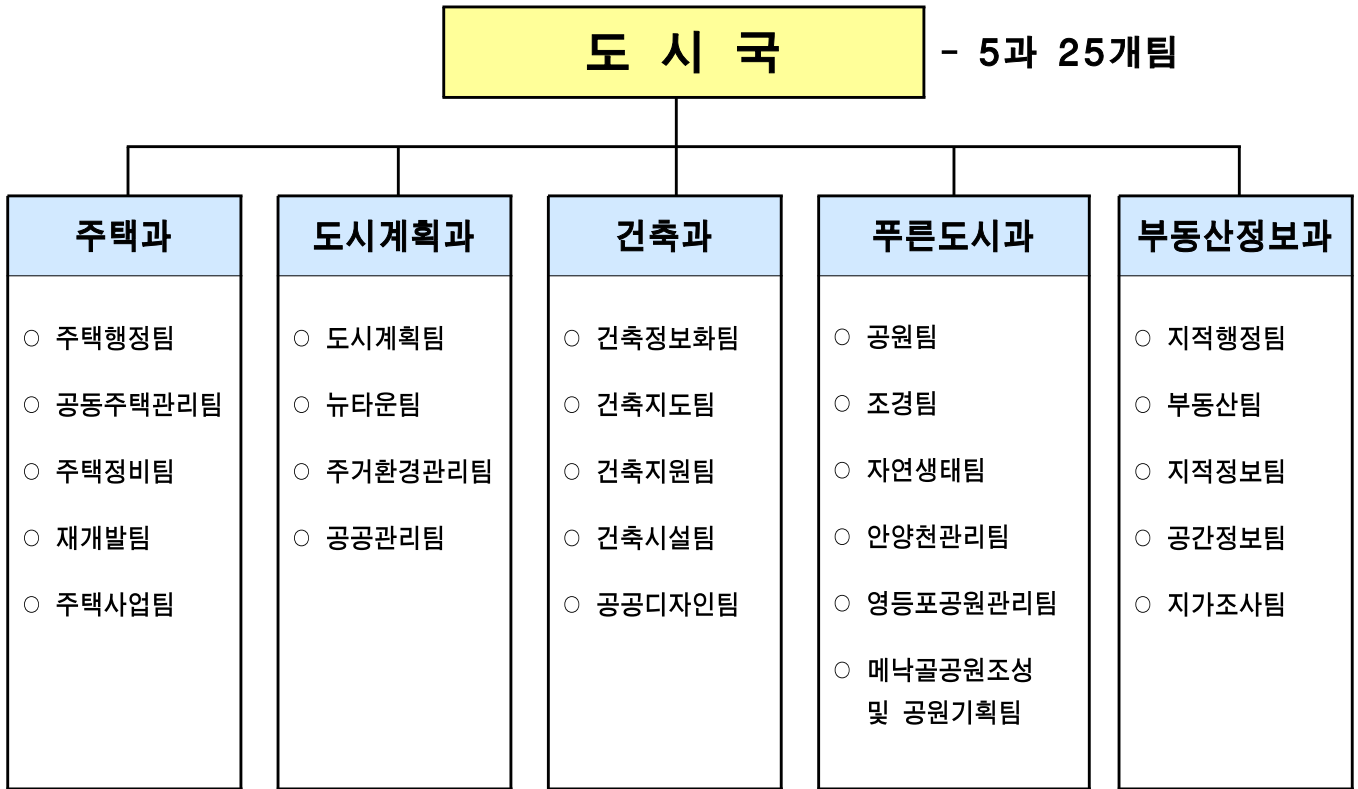 도 시 국
- 5과 25개팀
주택과
○ 주택행정팀
○ 공동주택관리팀
○ 주택정비팀
○ 재개발팀
○ 주택사업팀
도시계획과
○ 도시계획팀
○ 뉴타운팀
○ 주거환경관리팀
○ 공공관리팀
건축과
○ 건축정보화팀
○ 건축지도팀
○ 건축지원팀
○ 건축시설팀
○ 공공디자인팀
푸른도시과
○ 공원팀
○ 조경팀
○ 자연생태팀
○ 안양천관리팀
○ 영등포공원관리팀
○ 메낙골공원조성
및 공원기획팀
부동산정보과
○ 지적행정팀
○ 부동산팀
○ 지적정보팀
○ 공간정보팀
○ 지가조사팀